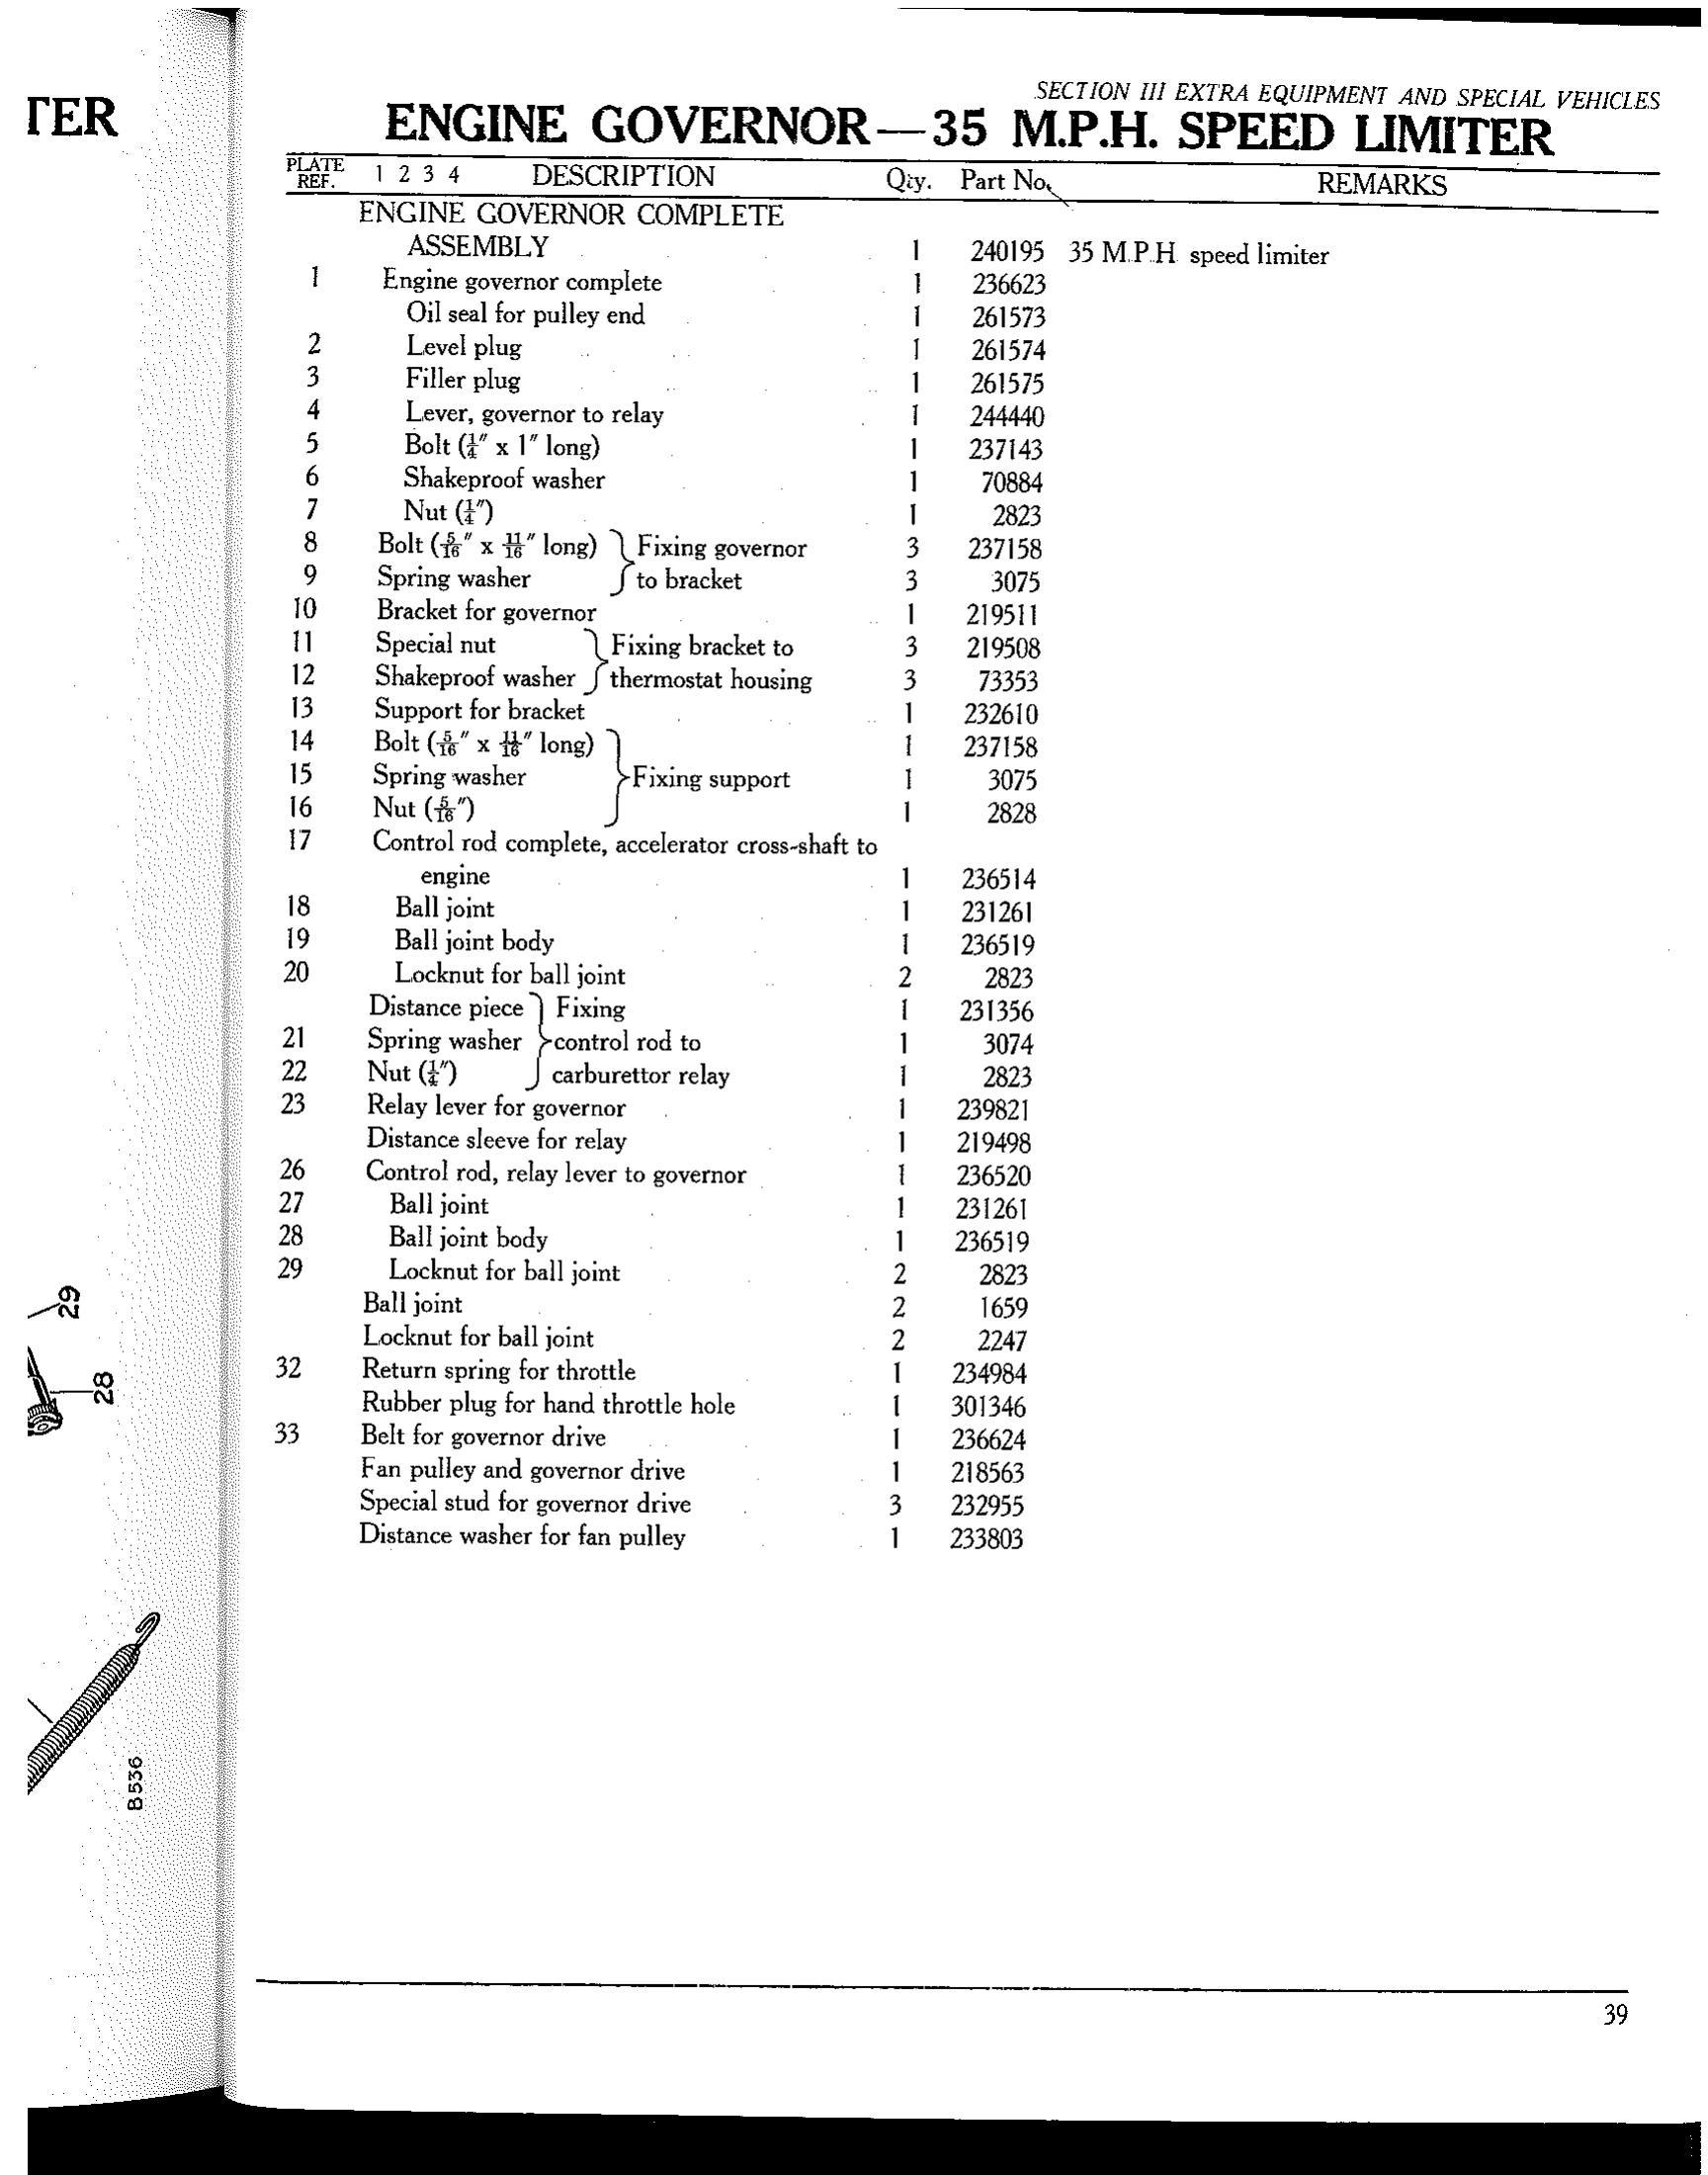 TER
29
28
B536
SECTION III EXTRA EQUIPMENT AND SPECIAL VEHICLES
ENGINE GOVERNOR—35 M.P.H. SPEED LIMITER
PLATE REF. 1 2 3 4 DESCRIPTION Qty. Part No. REMARKS
ENGINE GOVERNOR COMPLETE
ASSEMBLY 1 240195 35 M.P.H. speed limiter
1 Engine governor complete 1 236623
Oil seal for pulley end 1 261573
2 Level plug 1 261574
3 Filler plug 1 261575
4 Lever, governor to relay 1 244440
5 Bolt (¼″ x 1″ long) 1 237143
6 Shakeproof washer 1 70884
7 Nut (¼″) 1 2823
8 Bolt (5/16″ x 11/16″ long) Fixing governor 3 237158
9 Spring washer to bracket 3 3075
10 Bracket for governor 1 219511
11 Special nut Fixing bracket to 3 219508
12 Shakeproof washer thermostat housing 3 73353
13 Support for bracket 1 232610
14 Bolt (5/16″ x 11/16″ long) 1 237158
15 Spring washer Fixing support 1 3075
16 Nut (5/16″) 1 2828
17 Control rod complete, accelerator cross-shaft to
engine 1 236514
18 Ball joint 1 231261
19 Ball joint body 1 236519
20 Locknut for ball joint 2 2823
Distance piece Fixing 1 231356
21 Spring washer control rod to 1 3074
22 Nut (¼″) carburettor relay 1 2823
23 Relay lever for governor 1 239821
Distance sleeve for relay 1 219498
26 Control rod, relay lever to governor 1 236520
27 Ball joint 1 231261
28 Ball joint body 1 236519
29 Locknut for ball joint 2 2823
Ball joint 2 1659
Locknut for ball joint 2 2247
32 Return spring for throttle 1 234984
Rubber plug for hand throttle hole 1 301346
33 Belt for governor drive 1 236624
Fan pulley and governor drive 1 218563
Special stud for governor drive 3 232955
Distance washer for fan pulley 1 233803
39